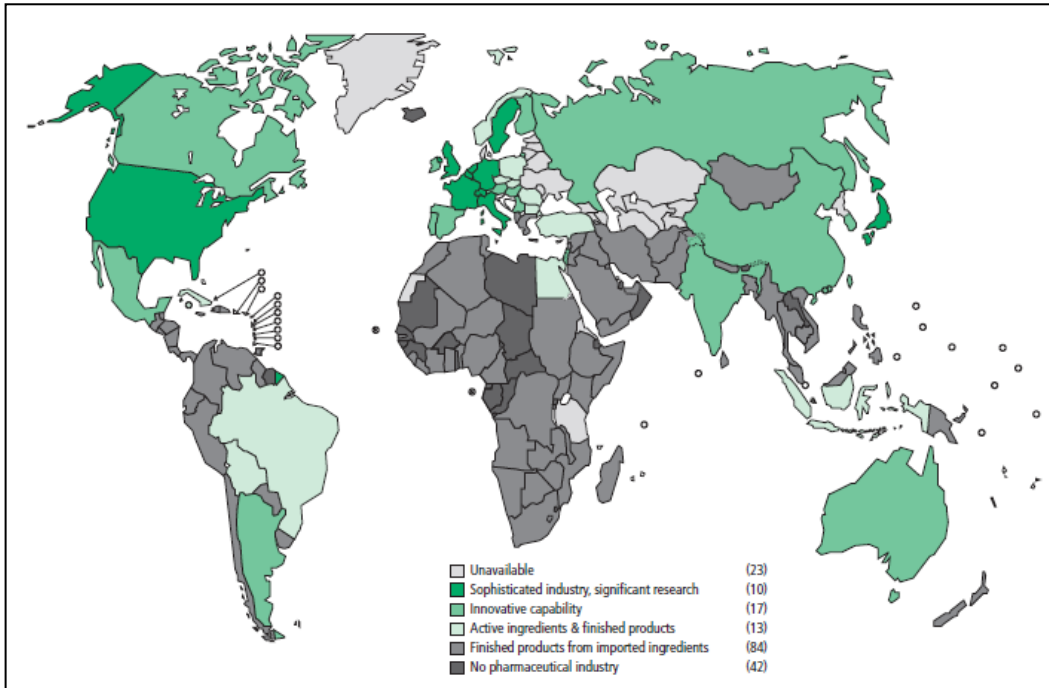 Unavailable (23)
Sophisticated industry, significant research (10)
Innovative capability (17)
Active ingredients & finished products (13)
Finished products from imported ingredients (84)
No pharmaceutical industry (42)